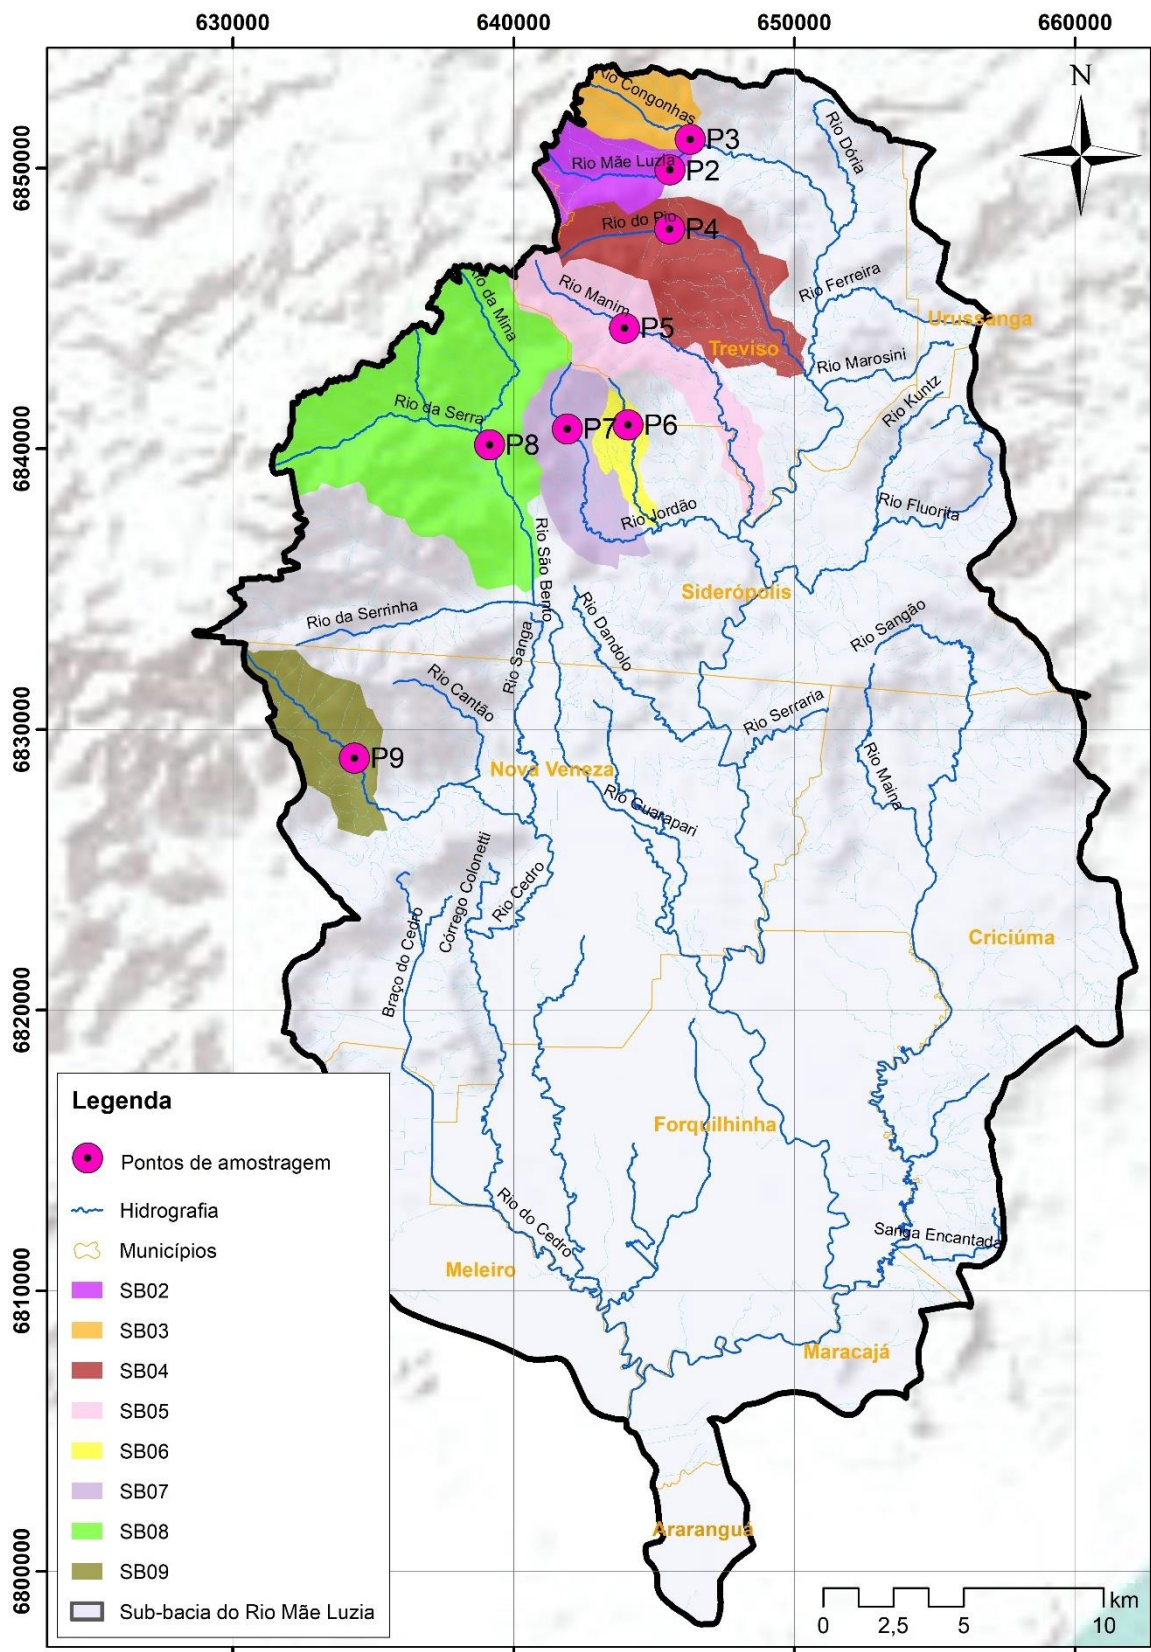 630000
640000
650000
660000
N
6850000
6840000
6830000
6820000
6810000
6800000
Rio Congonhas
P3
Rio Mãe Luzia
P2
Rio Dória
Rio do Pio
P4
Rio Ferreira
Rio da Mina
Rio Manim
P5
Urussanga
Treviso
Rio Marosini
Rio Kuntz
Rio da Serra
P8
P7
P6
Rio Jordão
Rio Fluorita
Rio São Bento
Siderópolis
Rio da Serrinha
Rio Sanga
Rio Dandolo
Rio Sangão
Rio Cantão
Rio Serraria
P9
Nova Veneza
Rio Maina
Rio Guarapari
Córrego Colonetti
Rio Cedro
Braço do Cedro
Criciúma
Forquilhinha
Rio do Cedro
Sanga Encantada
Meleiro
Maracajá
Araranguá
Legenda
Pontos de amostragem
Hidrografia
Municípios
SB02
SB03
SB04
SB05
SB06
SB07
SB08
SB09
Sub-bacia do Rio Mãe Luzia
km
0 2,5 5 10